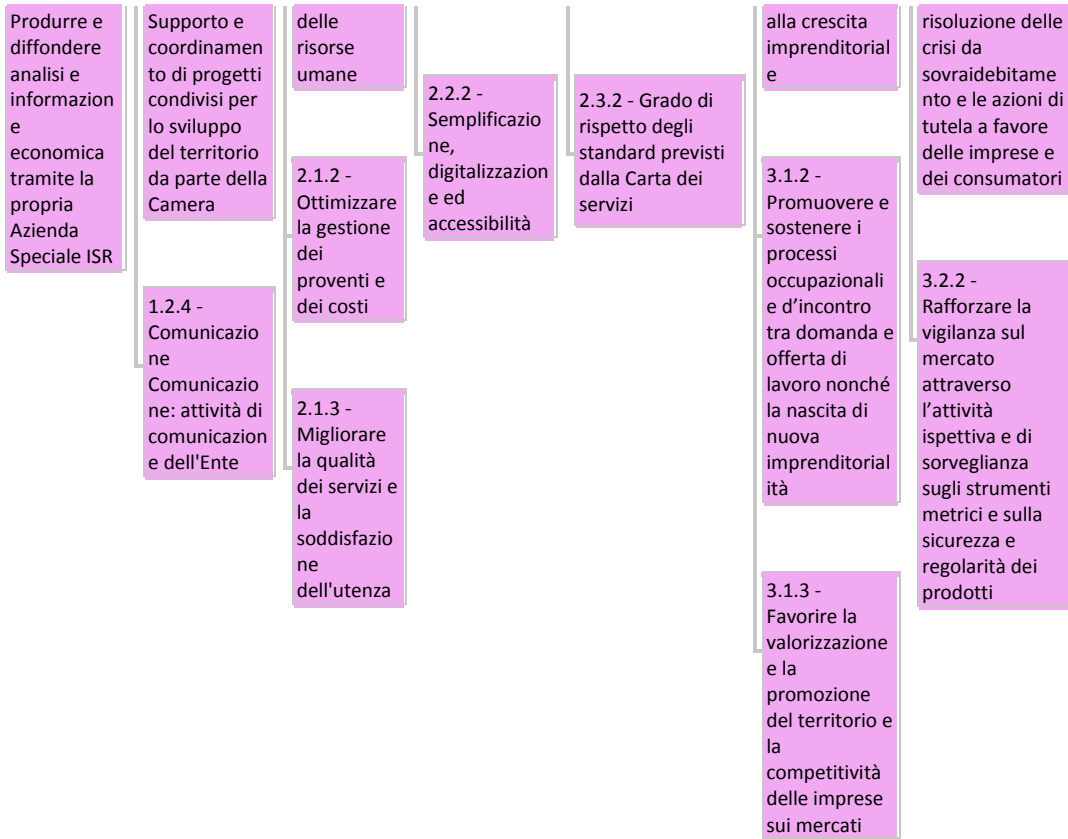 Produrre e
diffondere
analisi e
informazion
e
economica
tramite la
propria
Azienda
Speciale ISR
Supporto e
coordinamen
to di progetti
condivisi per
lo sviluppo
del territorio
da parte della
Camera
1.2.4 -
Comunicazio
ne
Comunicazio
ne: attività di
comunicazion
e dell'Ente
delle
risorse
umane
2.1.2 -
Ottimizzare
la gestione
dei
proventi e
dei costi
2.1.3 -
Migliorare
la qualità
dei servizi e
la
soddisfazio
ne
dell'utenza
2.2.2 -
Semplificazio
ne,
digitalizzazion
e ed
accessibilità
2.3.2 - Grado di
rispetto degli
standard previsti
dalla Carta dei
servizi
alla crescita
imprenditorial
e
3.1.2 -
Promuovere e
sostenere i
processi
occupazionali
e d’incontro
tra domanda e
offerta di
lavoro nonché
la nascita di
nuova
imprenditorial
ità
3.1.3 -
Favorire la
valorizzazione
e la
promozione
del territorio e
la
competitività
delle imprese
sui mercati
risoluzione delle
crisi da
sovraidebitame
nto e le azioni di
tutela a favore
delle imprese e
dei consumatori
3.2.2 -
Rafforzare la
vigilanza sul
mercato
attraverso
l’attività
ispettiva e di
sorveglianza
sugli strumenti
metrici e sulla
sicurezza e
regolarità dei
prodotti